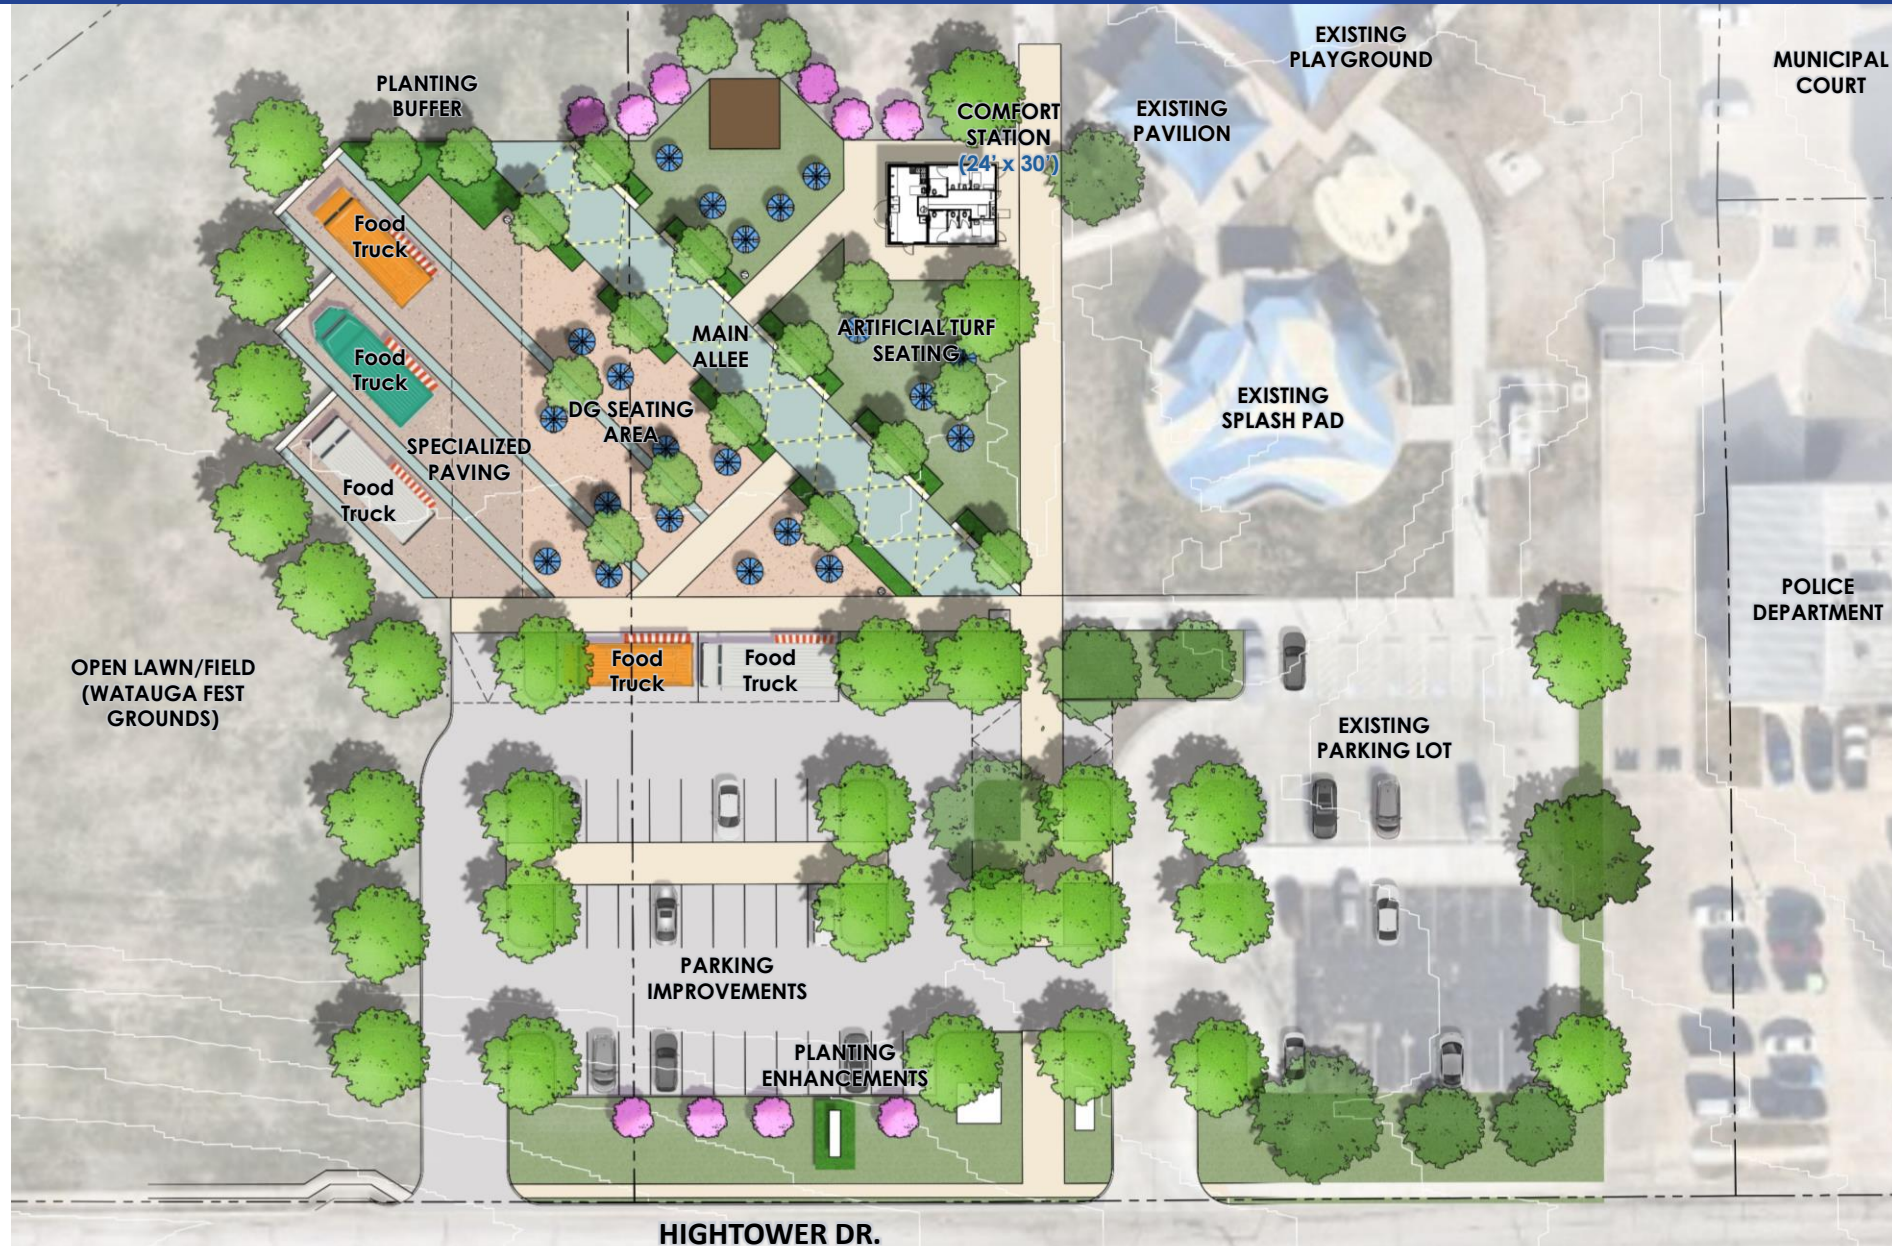 EXISTING
PLAYGROUND
MUNICIPAL
COURT
PLANTING
BUFFER
COMFORT
STATION
(24' x 30')
EXISTING
PAVILION
Food
Truck
MAIN
ALLEE
ARTIFICIAL TURF
SEATING
Food
Truck
DG SEATING
AREA
EXISTING
SPLASH PAD
SPECIALIZED
PAVING
Food
Truck
POLICE
DEPARTMENT
OPEN LAWN/FIELD
(WATAUGA FEST
GROUNDS)
Food
Truck
Food
Truck
EXISTING
PARKING LOT
PARKING
IMPROVEMENTS
PLANTING
ENHANCEMENTS
HIGHTOWER DR.